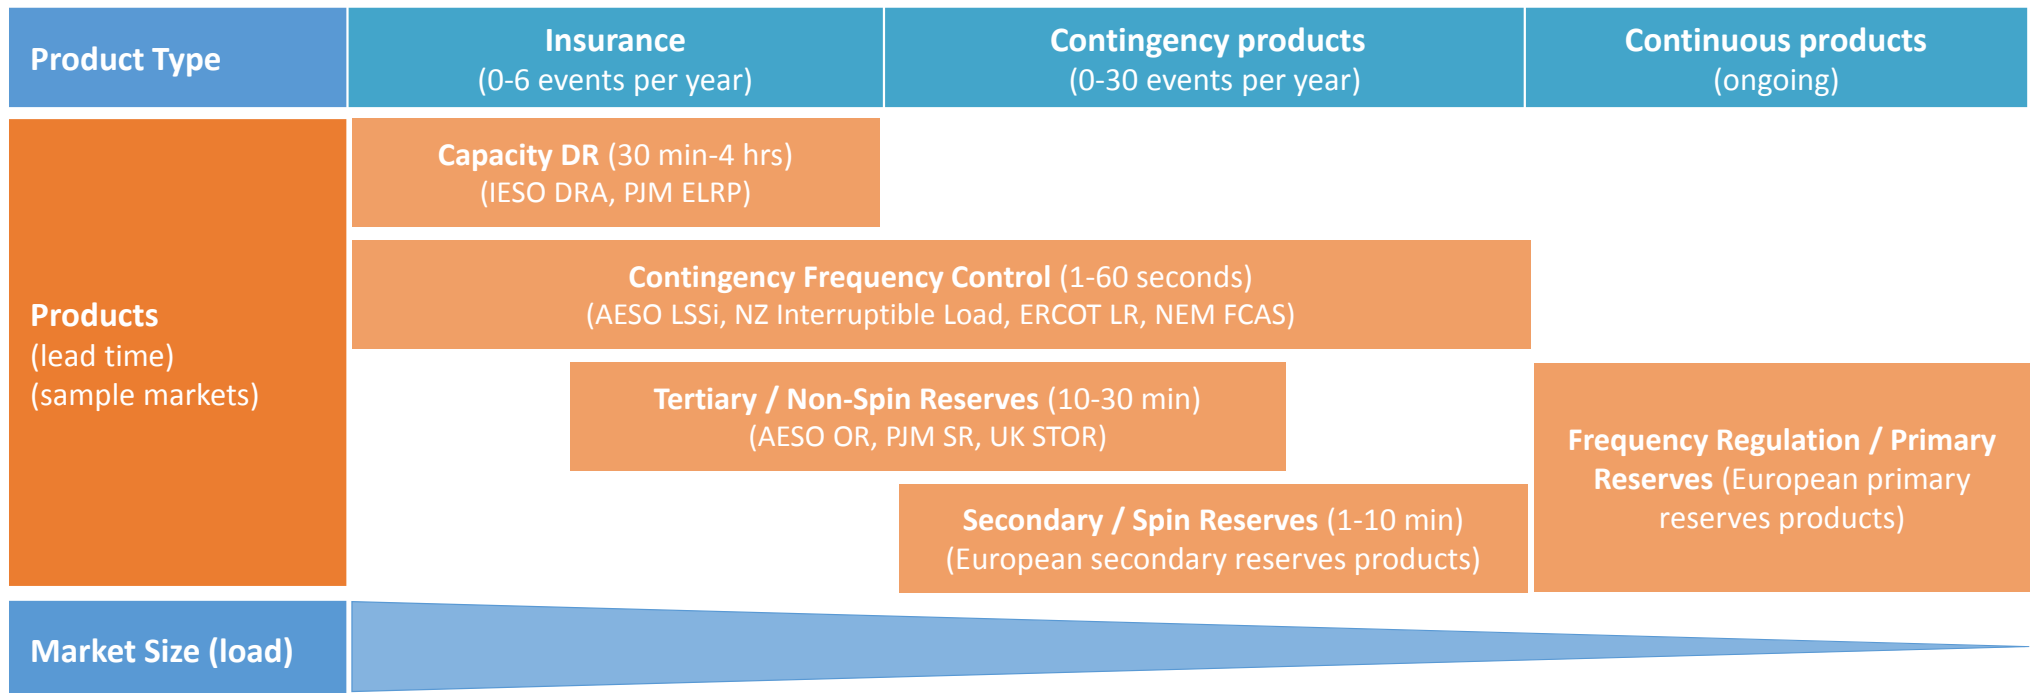 Product Type
Insurance
(0-6 events per year)
Contingency products
(0-30 events per year)
Continuous products
(ongoing)
Products
(lead time)
(sample markets)
Capacity DR (30 min-4 hrs)
(IESO DRA, PJM ELRP)
Contingency Frequency Control (1-60 seconds)
(AESO LSSi, NZ Interruptible Load, ERCOT LR, NEM FCAS)
Tertiary / Non-Spin Reserves (10-30 min)
(AESO OR, PJM SR, UK STOR)
Secondary / Spin Reserves (1-10 min)
(European secondary reserves products)
Frequency Regulation / Primary
Reserves (European primary
reserves products)
Market Size (load)